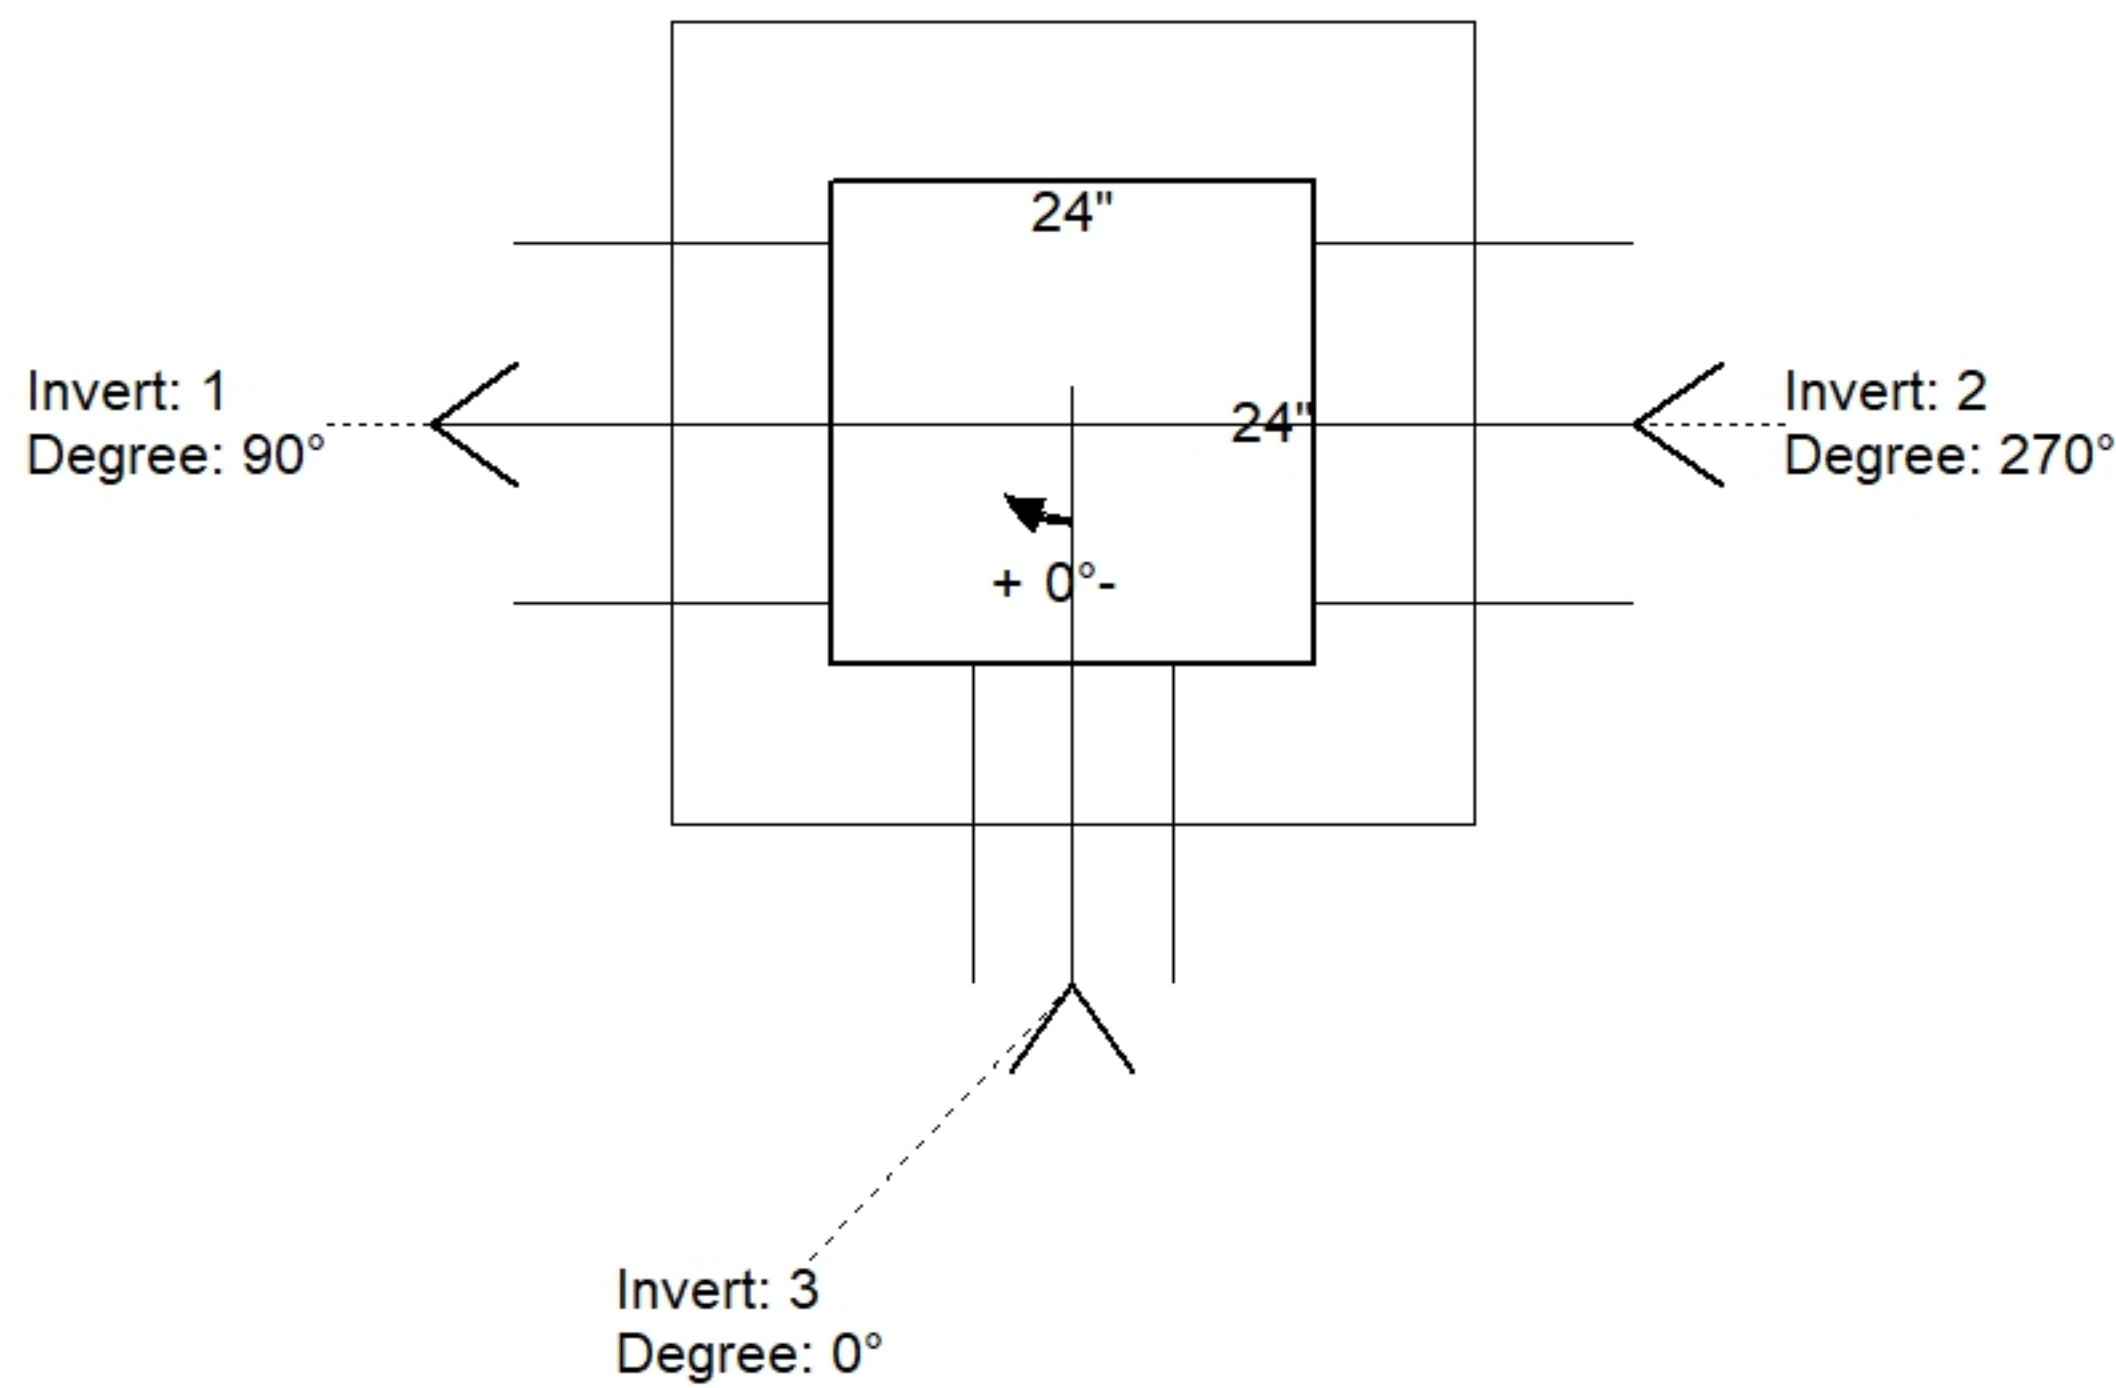 24"
Invert: 1
Degree: 90°
24"
Invert: 2
Degree: 270°
+ 0°-
Invert: 3
Degree: 0°